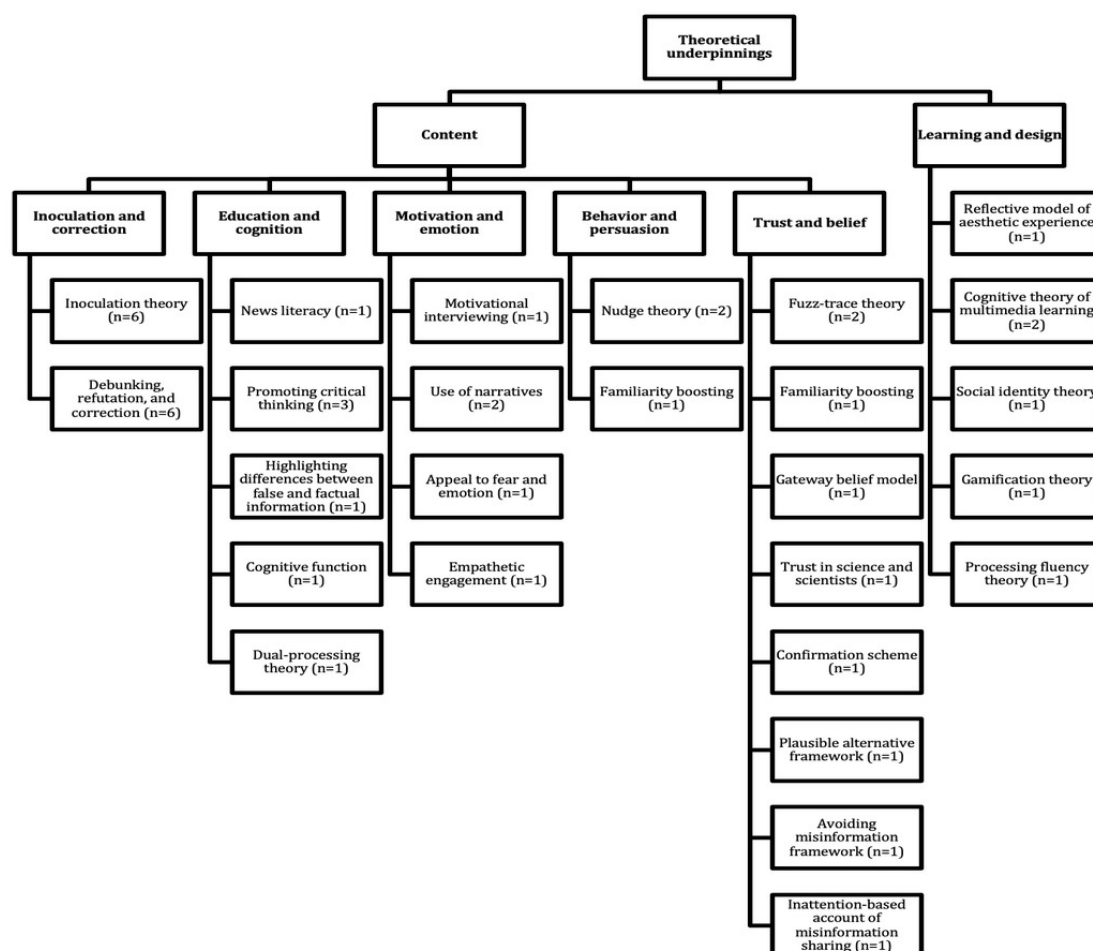 Theoretical
underpinnings
Content
Learning and design
Inoculation and
correction
Education and
cognition
Motivation and
emotion
Behavior and
persuasion
Trust and belief
Inoculation theory
(n=6)
Debunking,
refutation, and
correction (n=6)
News literacy (n=1)
Promoting critical
thinking (n=3)
Highlighting
differences between
false and factual
information (n=1)
Cognitive function
(n=1)
Dual-processing
theory (n=1)
Motivational
interviewing (n=1)
Use of narratives
(n=2)
Appeal to fear and
emotion (n=1)
Empathetic
engagement (n=1)
Nudge theory (n=2)
Familiarity boosting
(n=1)
Fuzz-trace theory
(n=2)
Familiarity boosting
(n=1)
Gateway belief model
(n=1)
Trust in science and
scientists (n=1)
Confirmation scheme
(n=1)
Plausible alternative
framework (n=1)
Avoiding
misinformation
framework (n=1)
Inattention-based
account of
misinformation
sharing (n=1)
Reflective model of
aesthetic experience
(n=1)
Cognitive theory of
multimedia learning
(n=2)
Social identity theory
(n=1)
Gamification theory
(n=1)
Processing fluency
theory (n=1)